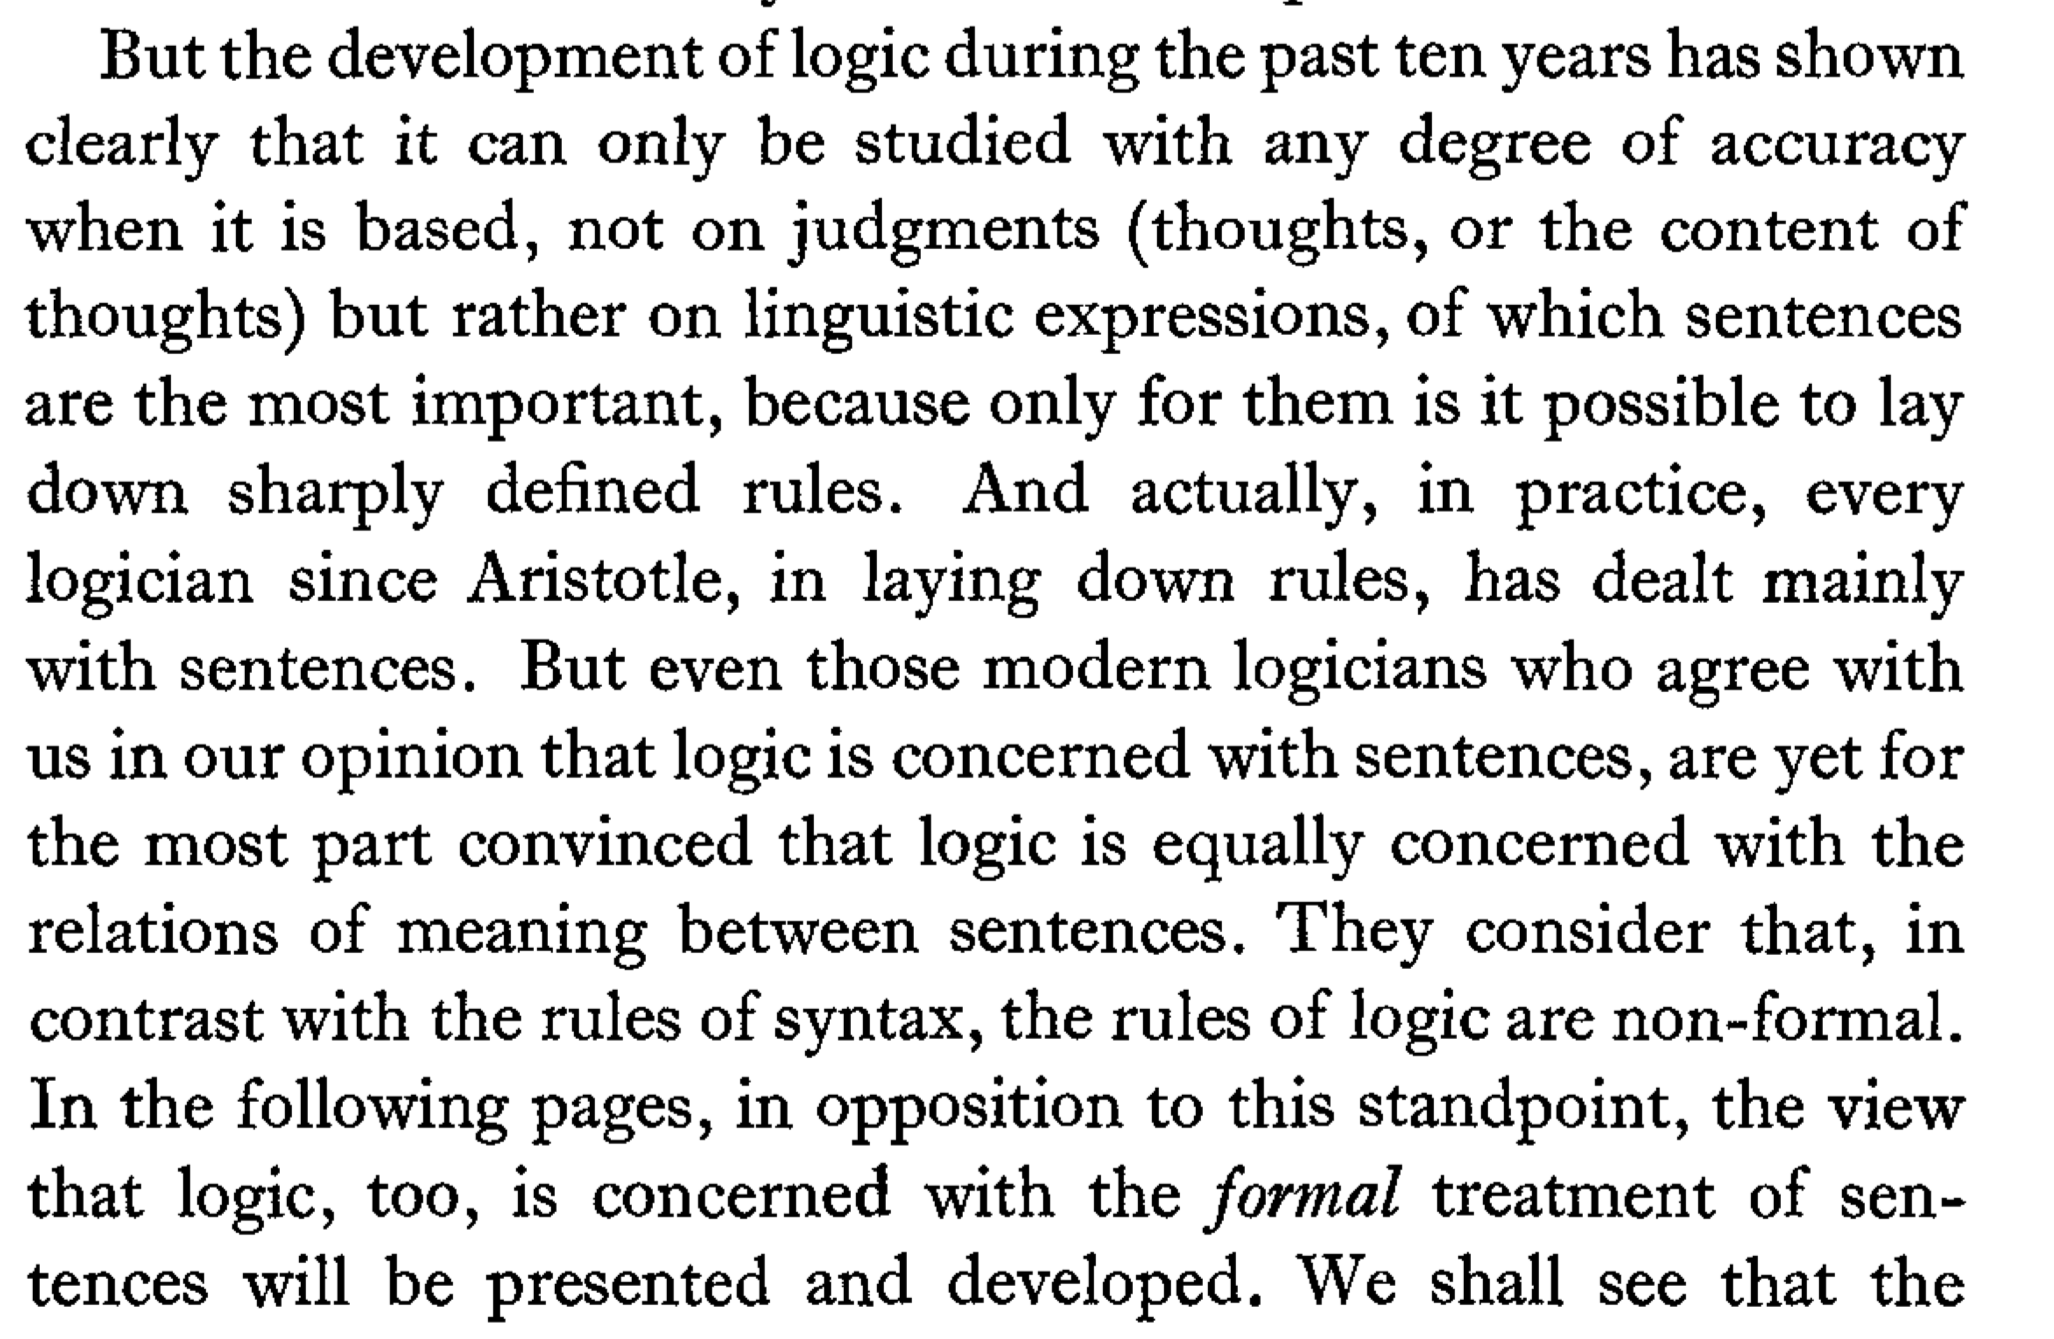 But the development of logic during the past ten years has shown
clearly that it can only be studied with any degree of accuracy
when it is based, not on judgments (thoughts, or the content of
thoughts) but rather on linguistic expressions, of which sentences
are the most important, because only for them is it possible to lay
down sharply defined rules. And actually, in practice, every
logician since Aristotle, in laying down rules, has dealt mainly
with sentences. But even those modern logicians who agree with
us in our opinion that logic is concerned with sentences, are yet for
the most part convinced that logic is equally concerned with the
relations of meaning between sentences. They consider that, in
contrast with the rules of syntax, the rules of logic are non-formal.
In the following pages, in opposition to this standpoint, the view
that logic, too, is concerned with the formal treatment of sen-
tences will be presented and developed. We shall see that the